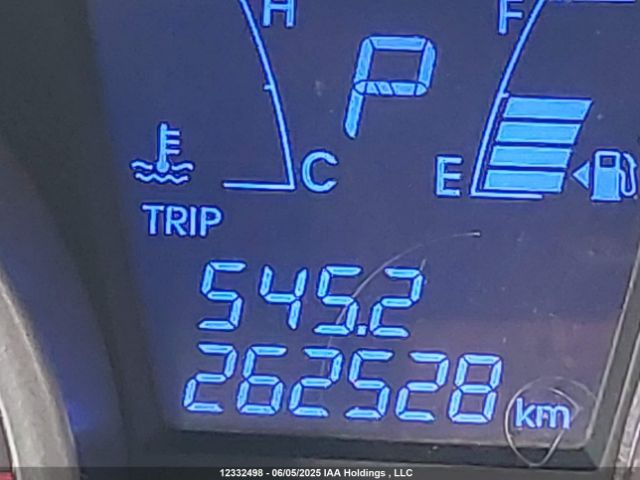 H F
P
C E
TRIP
545.2
262528 km
12332498 - 06/05/2025 IAA Holdings , LLC